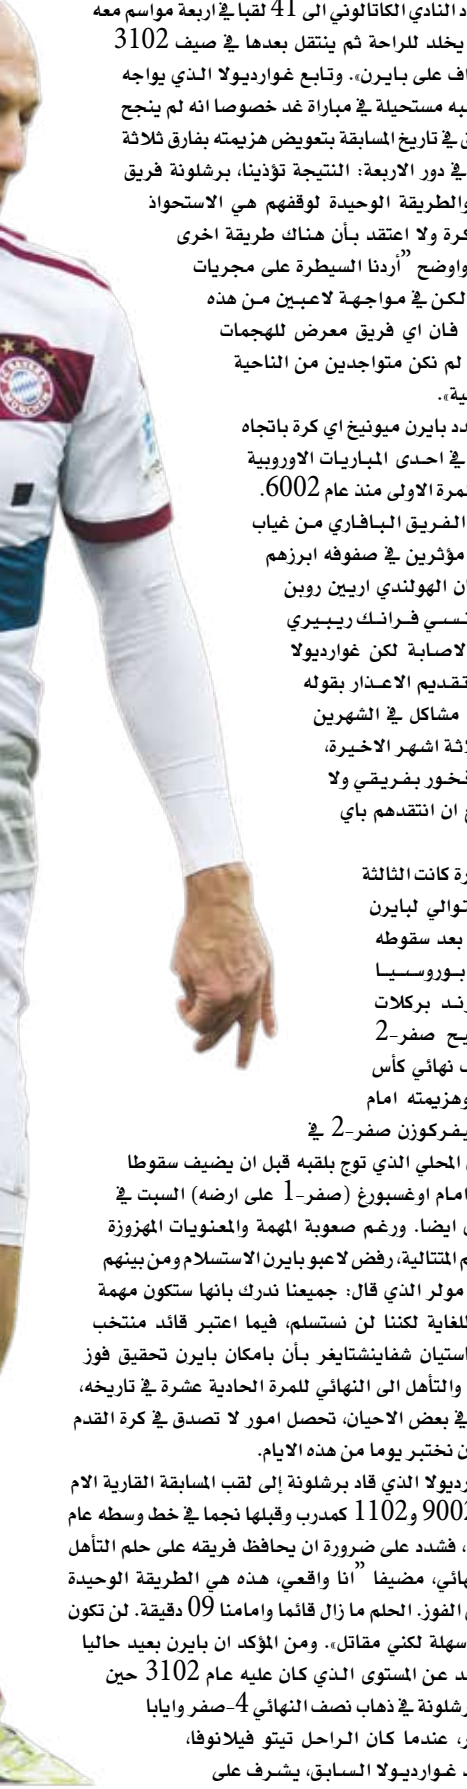 د النادي الكاتالوني الى 41 لقبا في اربعة مواسم معه
يخلد للراحة ثم ينتقل بعدها في صيف 3102
اف على بايرن». وتابع غوارديولا الذي يواجه
به مستحيلة في مباراة غد خصوصا انه لم ينجح
ق في تاريخ المسابقة بتعويض هزيمته بفارق ثلاثة
في دور الاربعة: النتيجة تؤذينا، برشلونة فريق
والطريقة الوحيدة لوقفهم هي الاستحواذ
كرة ولا اعتقد بأن هناك طريقة اخرى
واوضح ”أردنا السيطرة على مجريات
لكن في مواجهة لاعبين من هذه
فان اي فريق معرض للهجمات
لم نكن متواجدين من الناحية
ية».
دد بايرن ميونيخ اي كرة باتجاه
في احدى المباريات الاوروبية
لمرة الاولى منذ عام 6002.
الفريق البافاري من غياب
مؤثرين في صفوفه ابرزهم
ان الهولندي اريين روبن
نسي فرانك ريبيري
لاصابة لكن غوارديولا
تقديم الاعذار بقوله
مشاكل في الشهرين
لاثة اشهر الاخيرة،
فخور بفريقي ولا
ع ان انتقدهم باي
رة كانت الثالثة
توالي لبايرن
بعد سقوطه
بوروسيا
رند بركلات
يح صفر-2
ف نهائي كأس
وهزيمته امام
يفركوزن صفر-2 في
ي المحلي الذي توج بلقبه قبل ان يضيف سقوطا
امام اوغسبورغ (صفر-1 على ارضه) السبت في
ي ايضا. ورغم صعوبة المهمة والمعنويات المهزوزة
م المتتالية، رفض لاعبو بايرن الاستسلام ومن بينهم
مولر الذي قال: جميعنا ندرك بانها ستكون مهمة
للغاية لكننا لن نستسلم، فيما اعتبر قائد منتخب
استيان شفاينشتايغر بأن بامكان بايرن تحقيق فوز
والتأهل الى النهائي للمرة الحادية عشرة في تاريخه،
في بعض الاحيان، تحصل امور لا تصدق في كرة القدم
ن نختبر يوما من هذه الايام.
رديولا الذي قاد برشلونة إلى لقب المسابقة القارية الام
9002 و1102 كمدرب وقبلها نجما في خط وسطه عام
، فشدد على ضرورة ان يحافظ فريقه على حلم التأهل
هائي، مضيفا ”انا واقعي، هذه هي الطريقة الوحيدة
ي الفوز. الحلم ما زال قائما وامامنا 09 دقيقة. لن تكون
سهلة لكني مقاتل». ومن المؤكد ان بايرن بعيد حاليا
د عن المستوى الذي كان عليه عام 3102 حين
رشلونة في ذهاب نصف النهائي 4-صفر وايابا
ر، عندما كان الراحل تيتو فيلانوفا،
د غوارديولا السابق، يشرف على